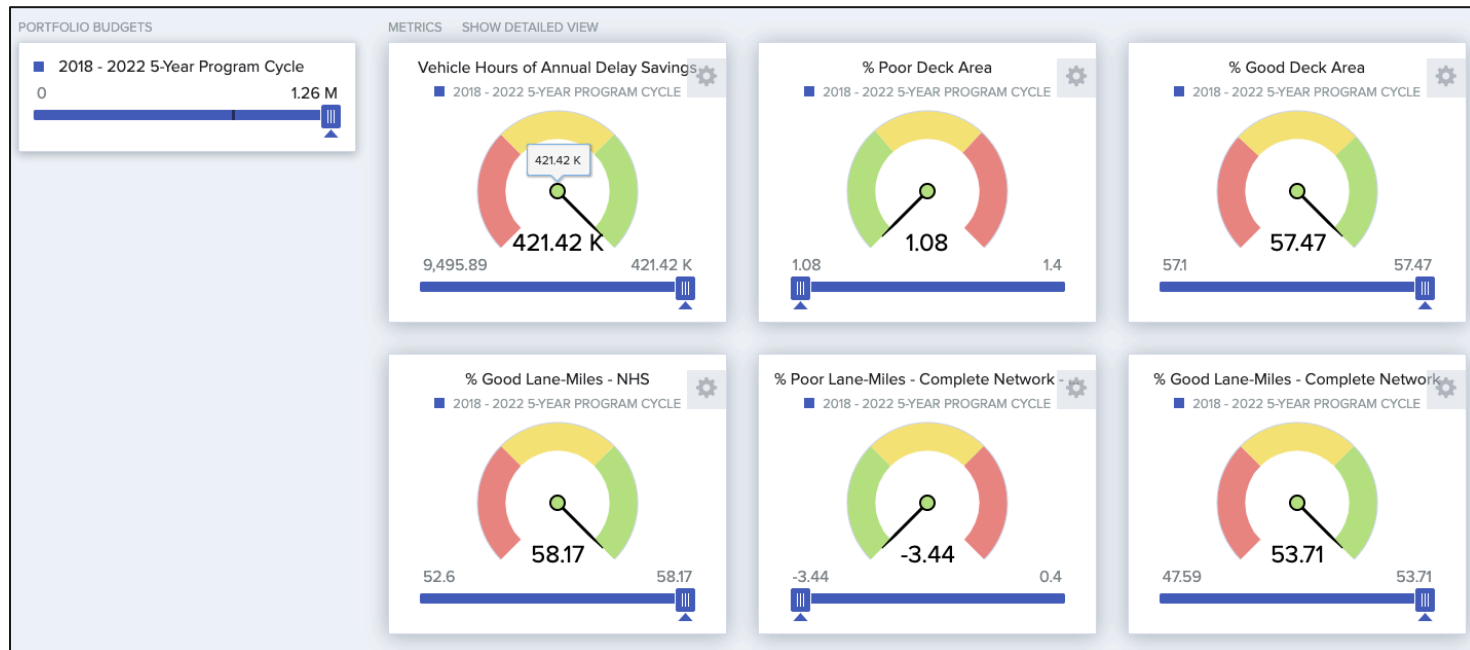 PORTFOLIO BUDGETS
2018 - 2022 5-Year Program Cycle
0 1.26 M
METRICS SHOW DETAILED VIEW
Vehicle Hours of Annual Delay Savings
2018 - 2022 5-YEAR PROGRAM CYCLE
421.42 K
421.42 K
9,495.89 421.42 K
% Poor Deck Area
2018 - 2022 5-YEAR PROGRAM CYCLE
1.08
1.08 1.4
% Good Deck Area
2018 - 2022 5-YEAR PROGRAM CYCLE
57.47
57.1 57.47
% Good Lane-Miles - NHS
2018 - 2022 5-YEAR PROGRAM CYCLE
58.17
52.6 58.17
% Poor Lane-Miles - Complete Network -
2018 - 2022 5-YEAR PROGRAM CYCLE
-3.44
-3.44 0.4
% Good Lane-Miles - Complete Network
2018 - 2022 5-YEAR PROGRAM CYCLE
53.71
47.59 53.71